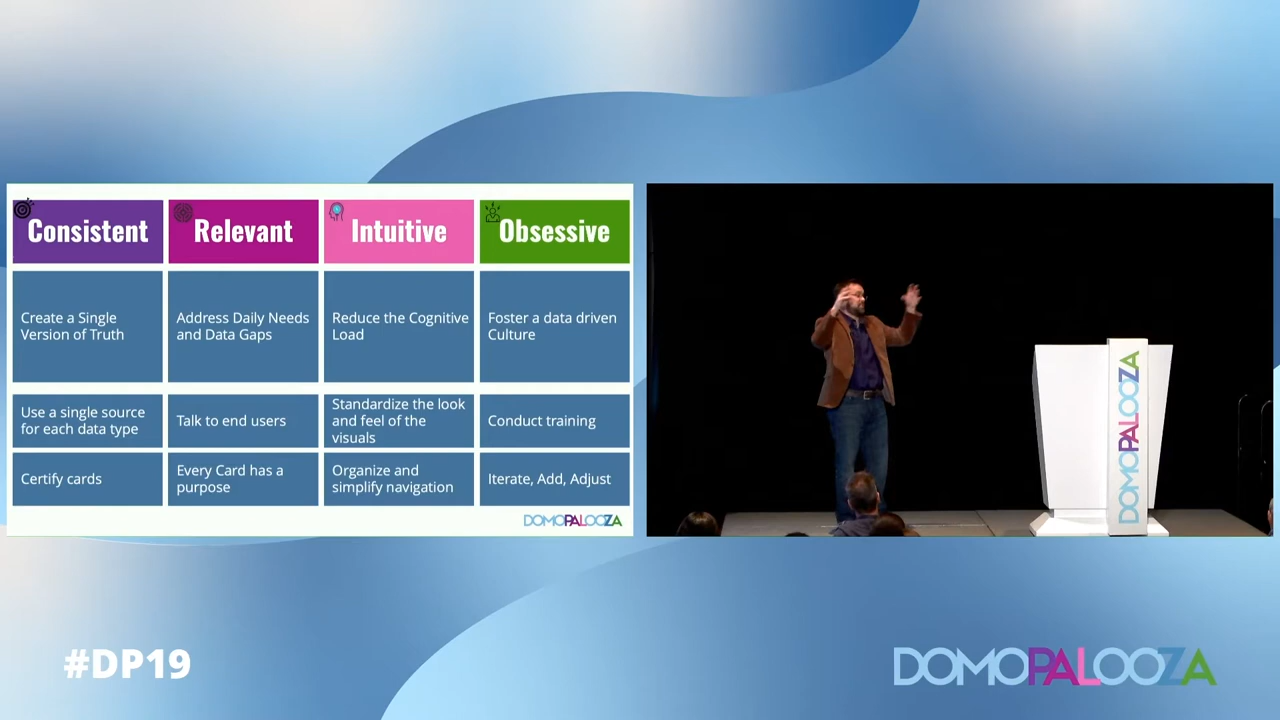 Consistent
Relevant
Intuitive
Obsessive
Create a Single
Version of Truth
Address Daily Needs
and Data Gaps
Reduce the Cognitive
Load
Foster a data driven
Culture
Use a single source
for each data type
Talk to end users
Standardize the look
and feel of the
visuals
Conduct training
Certify cards
Every Card has a
purpose
Organize and
simplify navigation
Iterate, Add, Adjust
DOMOPALOOZA
DOMOPALOOZA
#DP19
DOMOPALOOZA